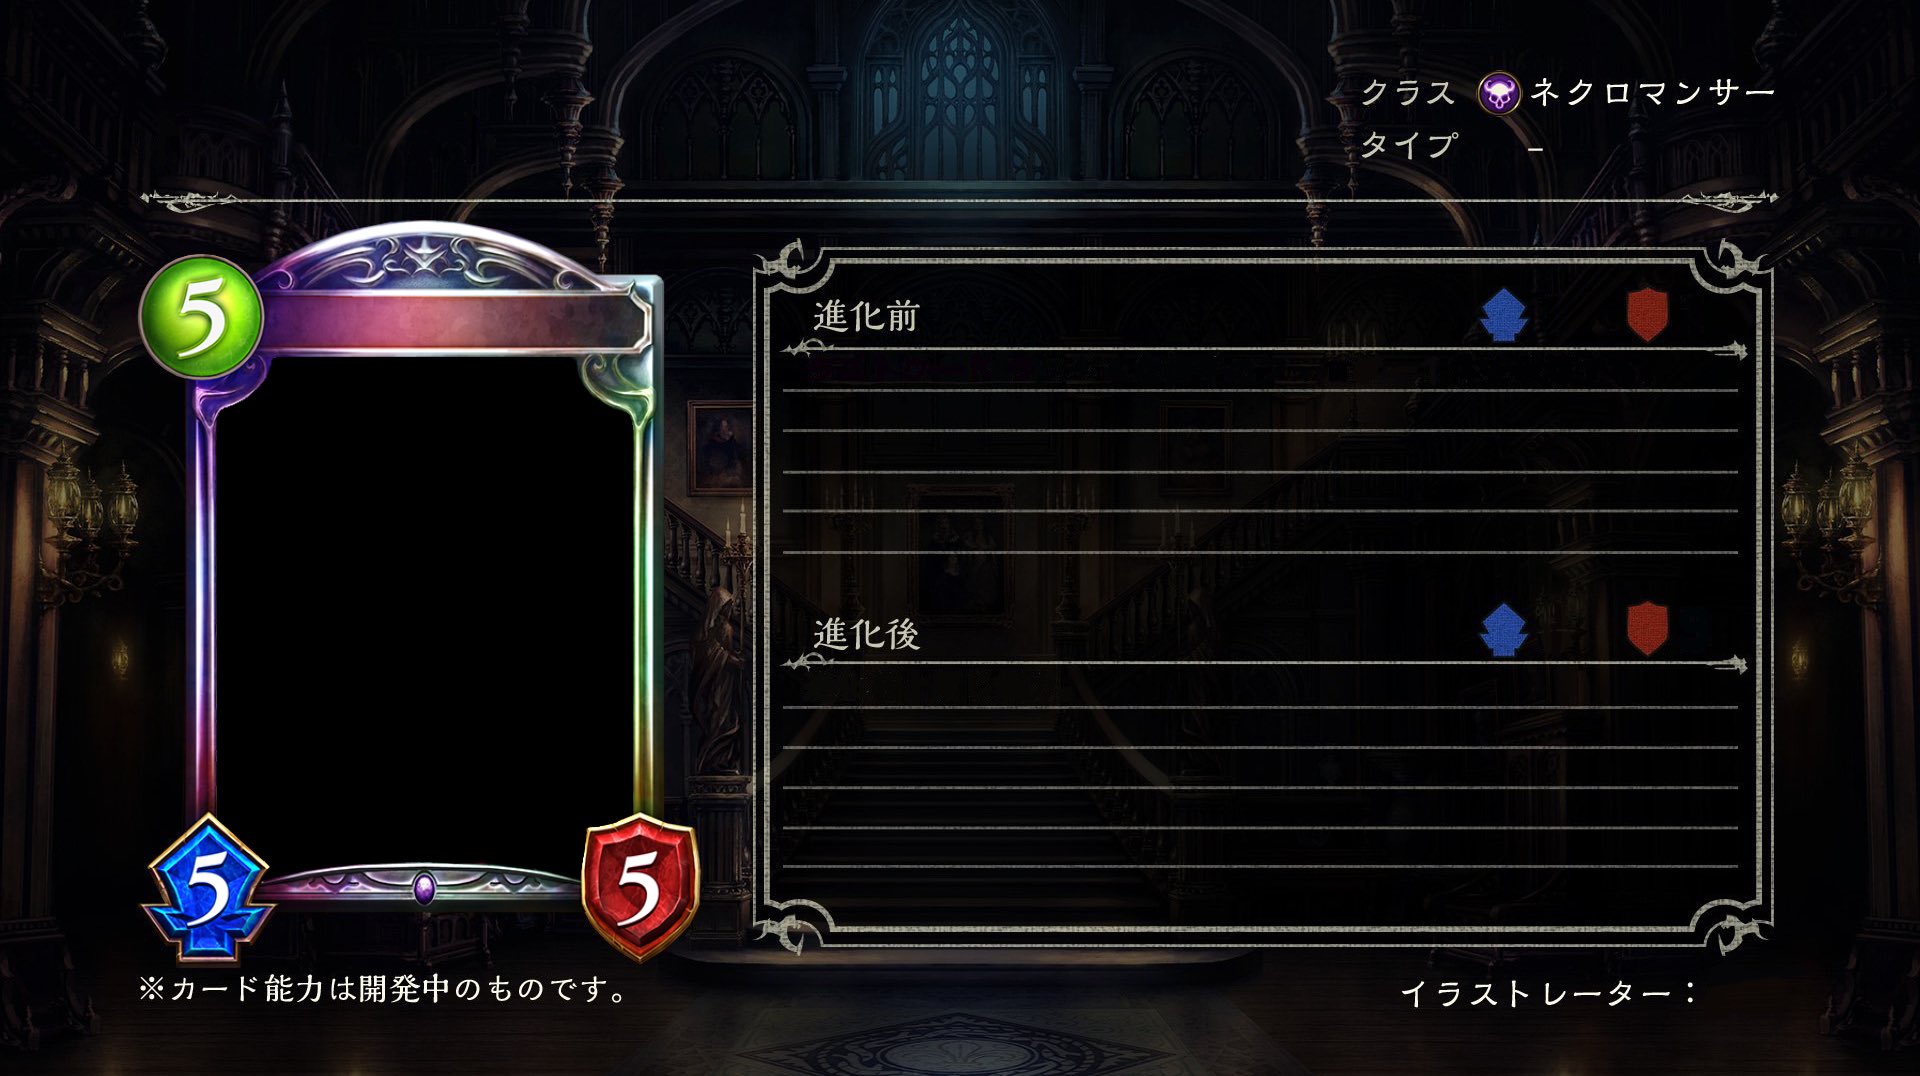 クラス ネクロマンサー
タイプ –
5
進化前
進化後
5
5
※カード能力は開発中のものです。
イラストレーター：